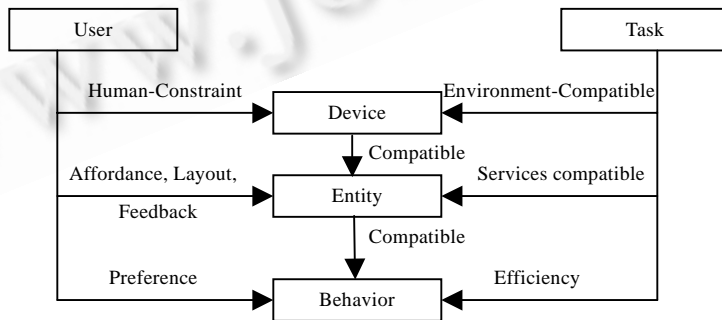 User
Task
Human-Constraint
Environment-Compatible
Device
Compatible
Affordance, Layout,
Feedback
Entity
Services compatible
Compatible
Preference
Efficiency
Behavior